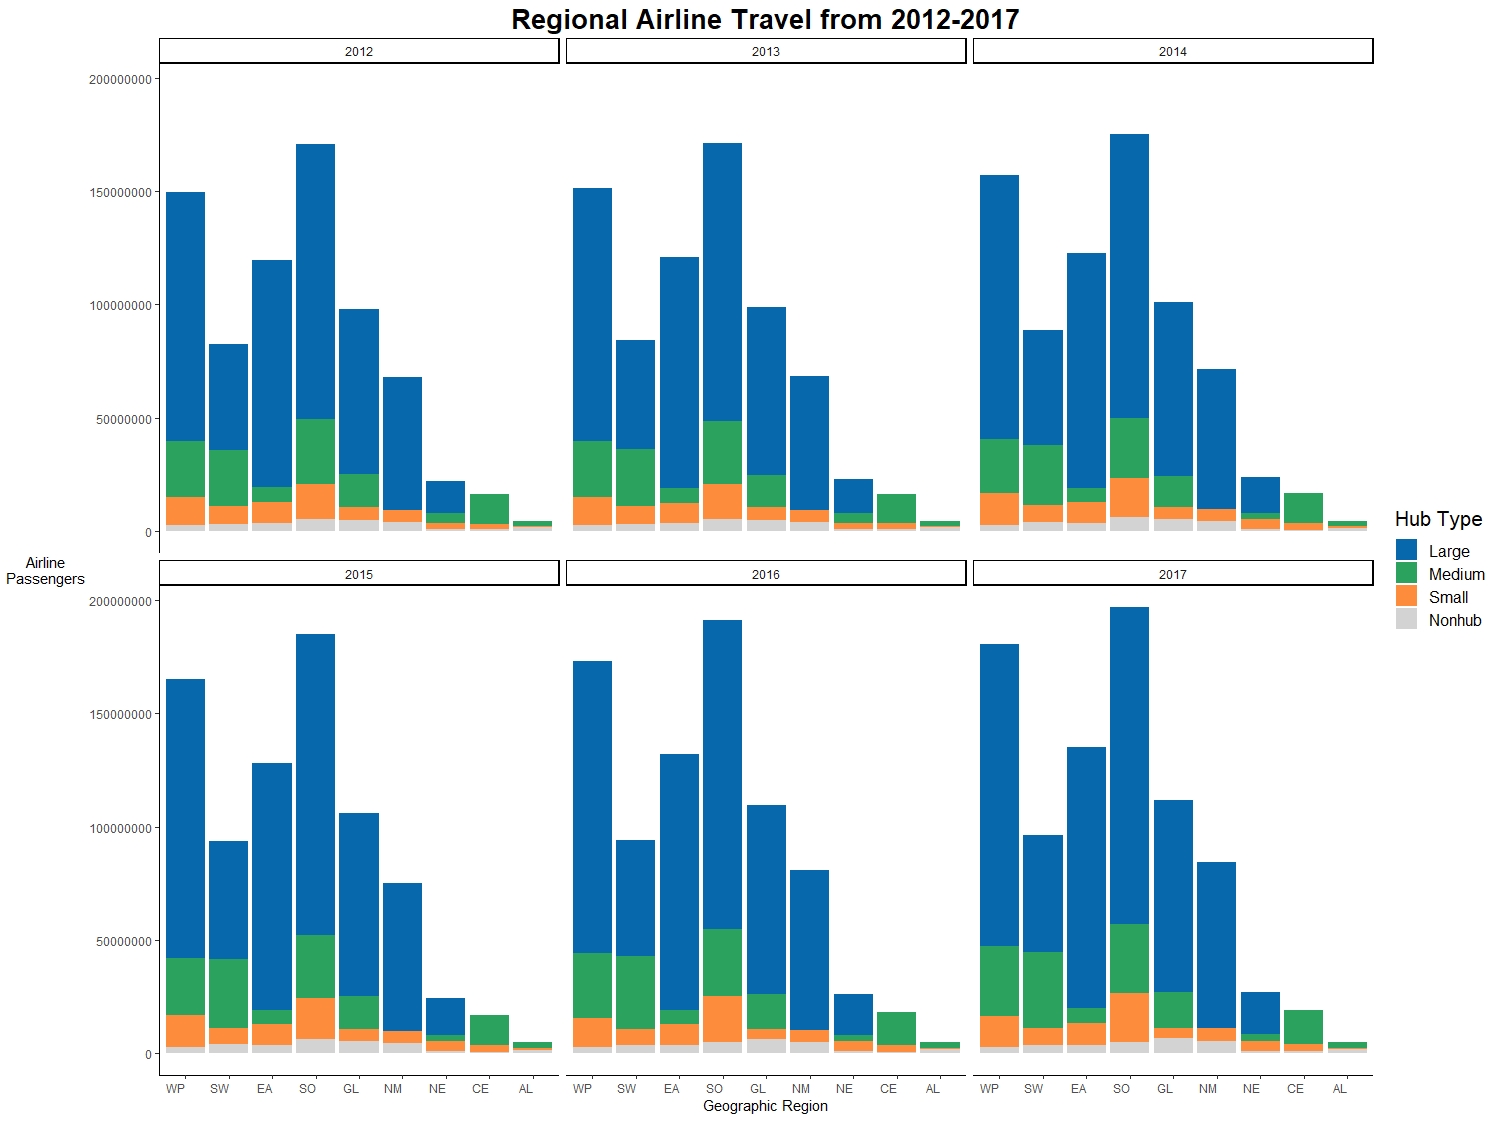 Regional Airline Travel from 2012-2017
2012 2013 2014
200000000
150000000
100000000
50000000
0
Airline
Passengers
2015 2016 2017
200000000
150000000
100000000
50000000
0
WP SW EA SO GL NM NE CE AL WP SW EA SO GL NM NE CE AL WP SW EA SO GL NM NE CE AL
Geographic Region
Hub Type
Large
Medium
Small
Nonhub